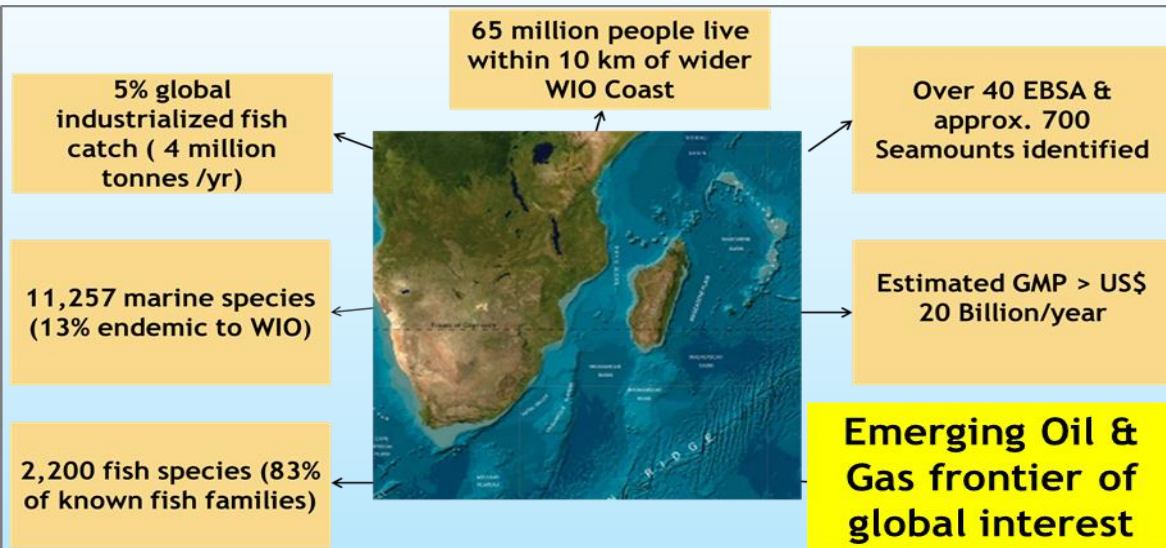 65 million people live
within 10 km of wider
WIO Coast
5% global
industrialized fish
catch ( 4 million
tonnes /yr)
Over 40 EBSA &
approx. 700
Seamounts identified
11,257 marine species
(13% endemic to WIO)
Estimated GMP > US$
20 Billion/year
2,200 fish species (83%
of known fish families)
Emerging Oil &
Gas frontier of
global interest
RIDGE